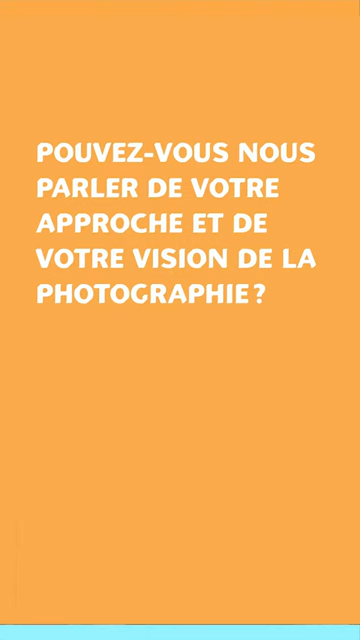 POUVEZ-VOUS NOUS
PARLER DE VOTRE
APPROCHE ET DE
VOTRE VISION DE LA
PHOTOGRAPHIE ?